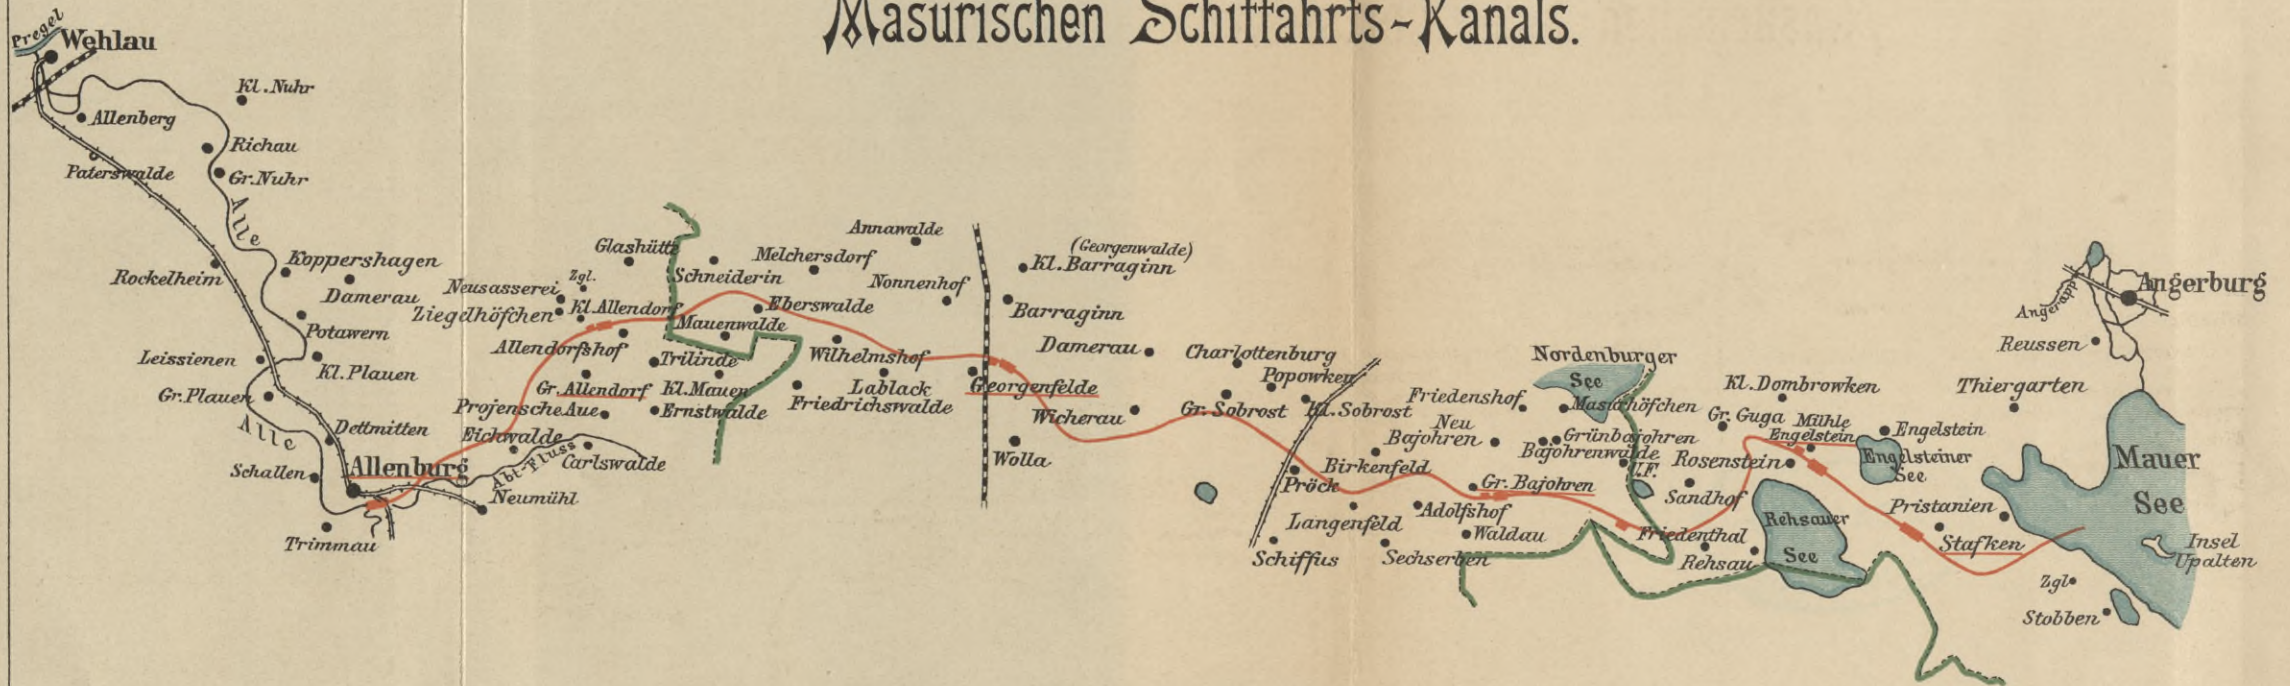 Masurischen Schiffahrts-Kanals.
Pregel
Wehlau
Kl. Nuhr
Allenberg
Richau
Paterswalde
Gr. Nuhr
Alle
Rockelheim
Koppershagen
Damerau
Potawern
Leissienen
Kl. Plauen
Gr. Plauen
Alle
Dettmitten
Schallen
Allenburg
Trimmau
Neumühl
Abt-Fluss
Eichwalde
Carlswalde
Projensche Aue
Ernstwalde
Gr. Allendorf
Kl. Mauen
Trilinde
Allendorfshof
Mauenwalde
Ziegelhöfchen
Kl. Allendorf
Neusasserei
Zgl.
Glashütte
Schneiderin
Melchersdorf
Eberswalde
Wilhelmshof
Lablack
Friedrichswalde
Annawalde
Nonnenhof
(Georgenwalde)
Kl. Barraginn
Barraginn
Damerau
Georgenfelde
Wicherau
Wolla
Charlottenburg
Popowken
Gr. Sobrost
Kl. Sobrost
Pröck
Birkenfeld
Langenfeld
Schiffus
Sechserben
Adolfshof
Waldau
Gr. Bajohren
Neu
Bajohren
Friedenshof
Nordenburger
See
Masurhöfchen
Grünbajohren
Bajohrenwalde
U.F.
Kl. Dombrowken
Gr. Guga
Mühle
Engelstein
Engelstein
Rosenstein
Engelsteiner
See
Sandhof
Friedenthal
Rehsau
Rehsauer
See
Pristanien
Stafken
Thiergarten
Reussen
Angerapp
Angerburg
Mauer
See
Insel
Upalten
Zgl.
Stobben